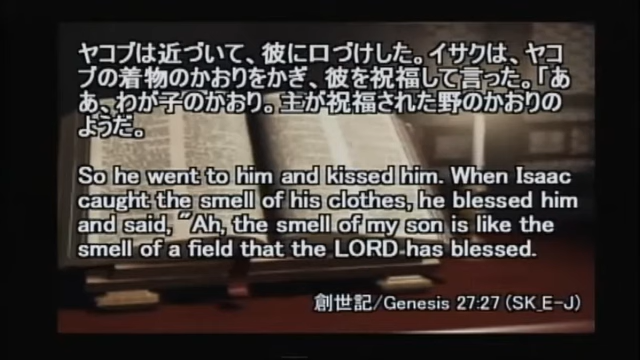 ヤコブは近づいて、彼に口づけした。イサクは、ヤコ
ブの着物のかおりをかぎ、彼を祝福して言った。「あ
あ、わが子のかおり。主が祝福された野のかおりの
ようだ。
So he went to him and kissed him. When Isaac
caught the smell of his clothes, he blessed him
and said, "Ah, the smell of my son is like the
smell of a field that the LORD has blessed.
創世記/Genesis 27:27 (SK_E-J)